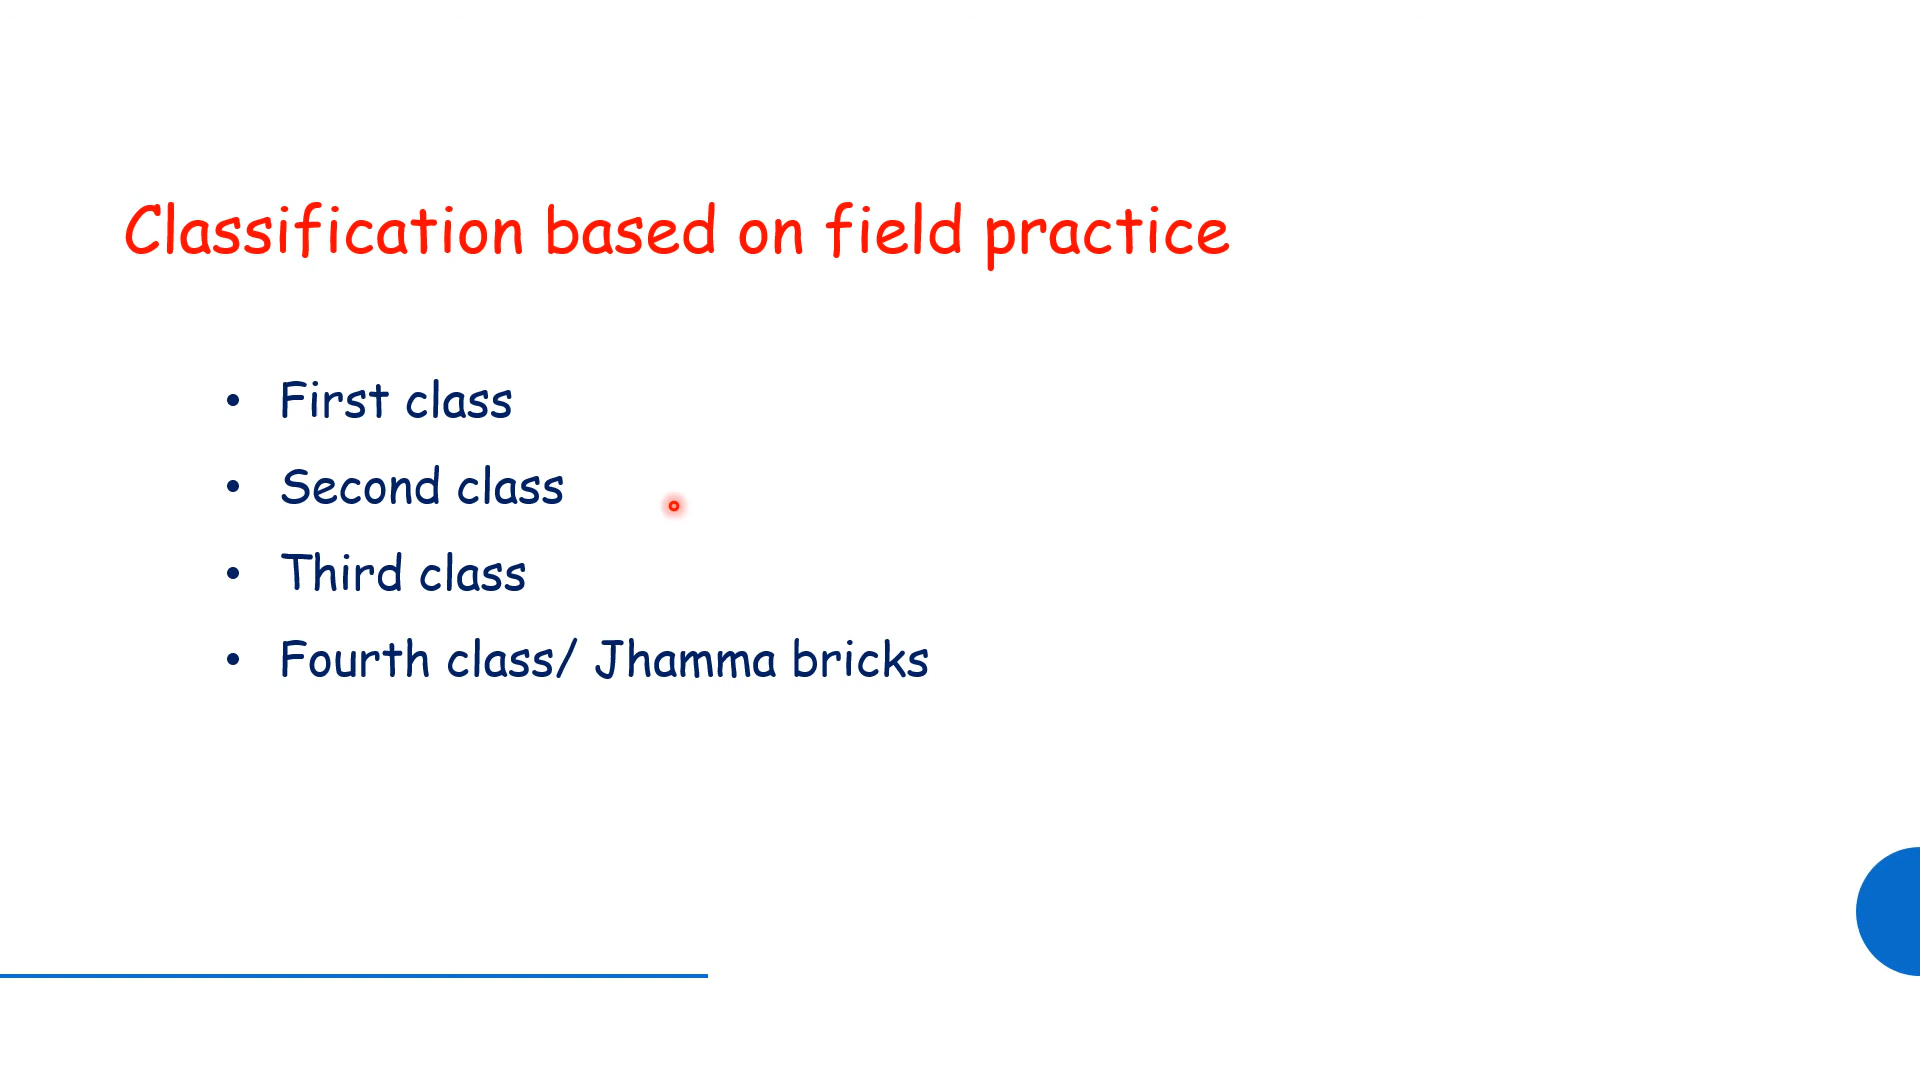 Classification based on field practice
• First class
• Second class
• Third class
• Fourth class/ Jhamma bricks